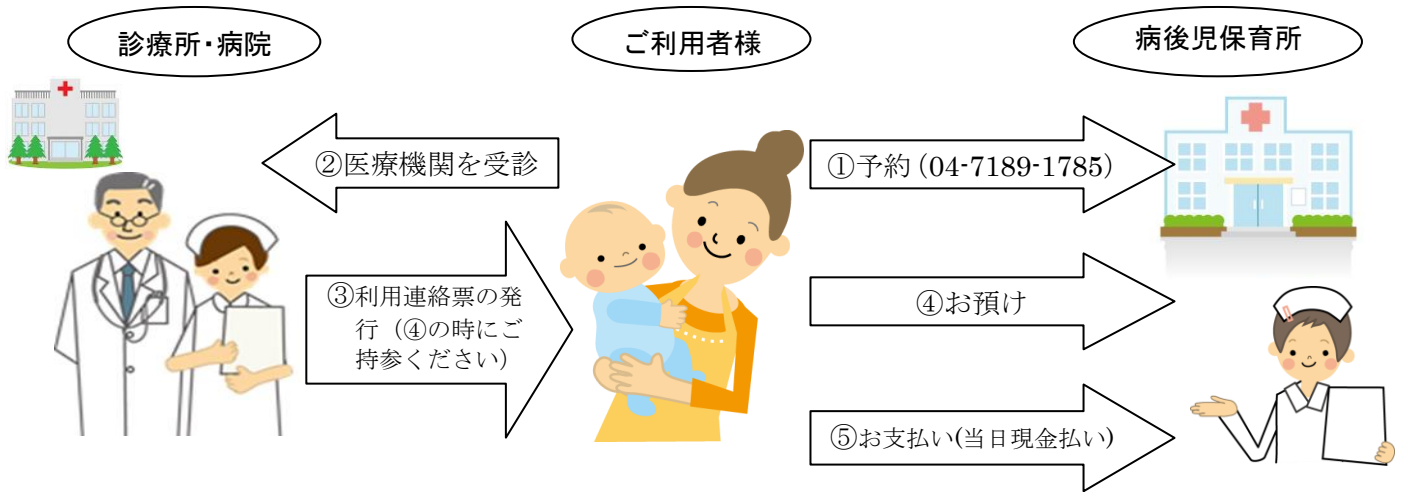 診療所・病院
ご利用者様
病後児保育所
②医療機関を受診
①予約(04-7189-1785)
③利用連絡票の発
行（④の時にご
持参ください）
④お預け
⑤お支払い(当日現金払い)